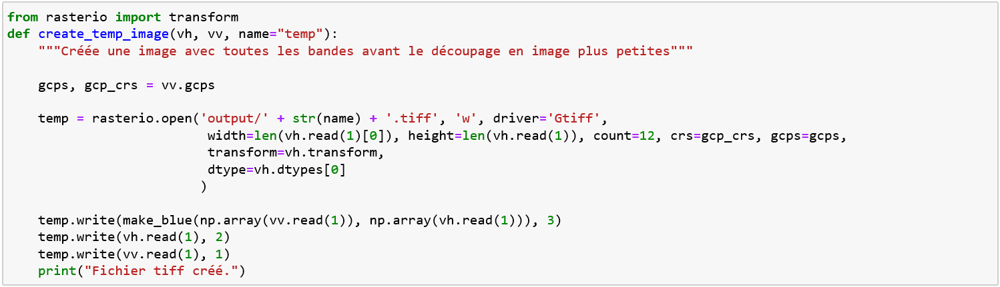 from rasterio import transform
def create_temp_image(vh, vv, name="temp"):
    """Créée une image avec toutes les bandes avant le découpage en image plus petites"""

    gcps, gcp_crs = vv.gcps

    temp = rasterio.open('output/' + str(name) + '.tiff', 'w', driver='Gtiff',
                          width=len(vh.read(1)[0]), height=len(vh.read(1)), count=12, crs=gcp_crs, gcps=gcps,
                          transform=vh.transform,
                          dtype=vh.dtypes[0]
                         )

    temp.write(make_blue(np.array(vv.read(1)), np.array(vh.read(1))), 3)
    temp.write(vh.read(1), 2)
    temp.write(vv.read(1), 1)
    print("Fichier tiff créé.")